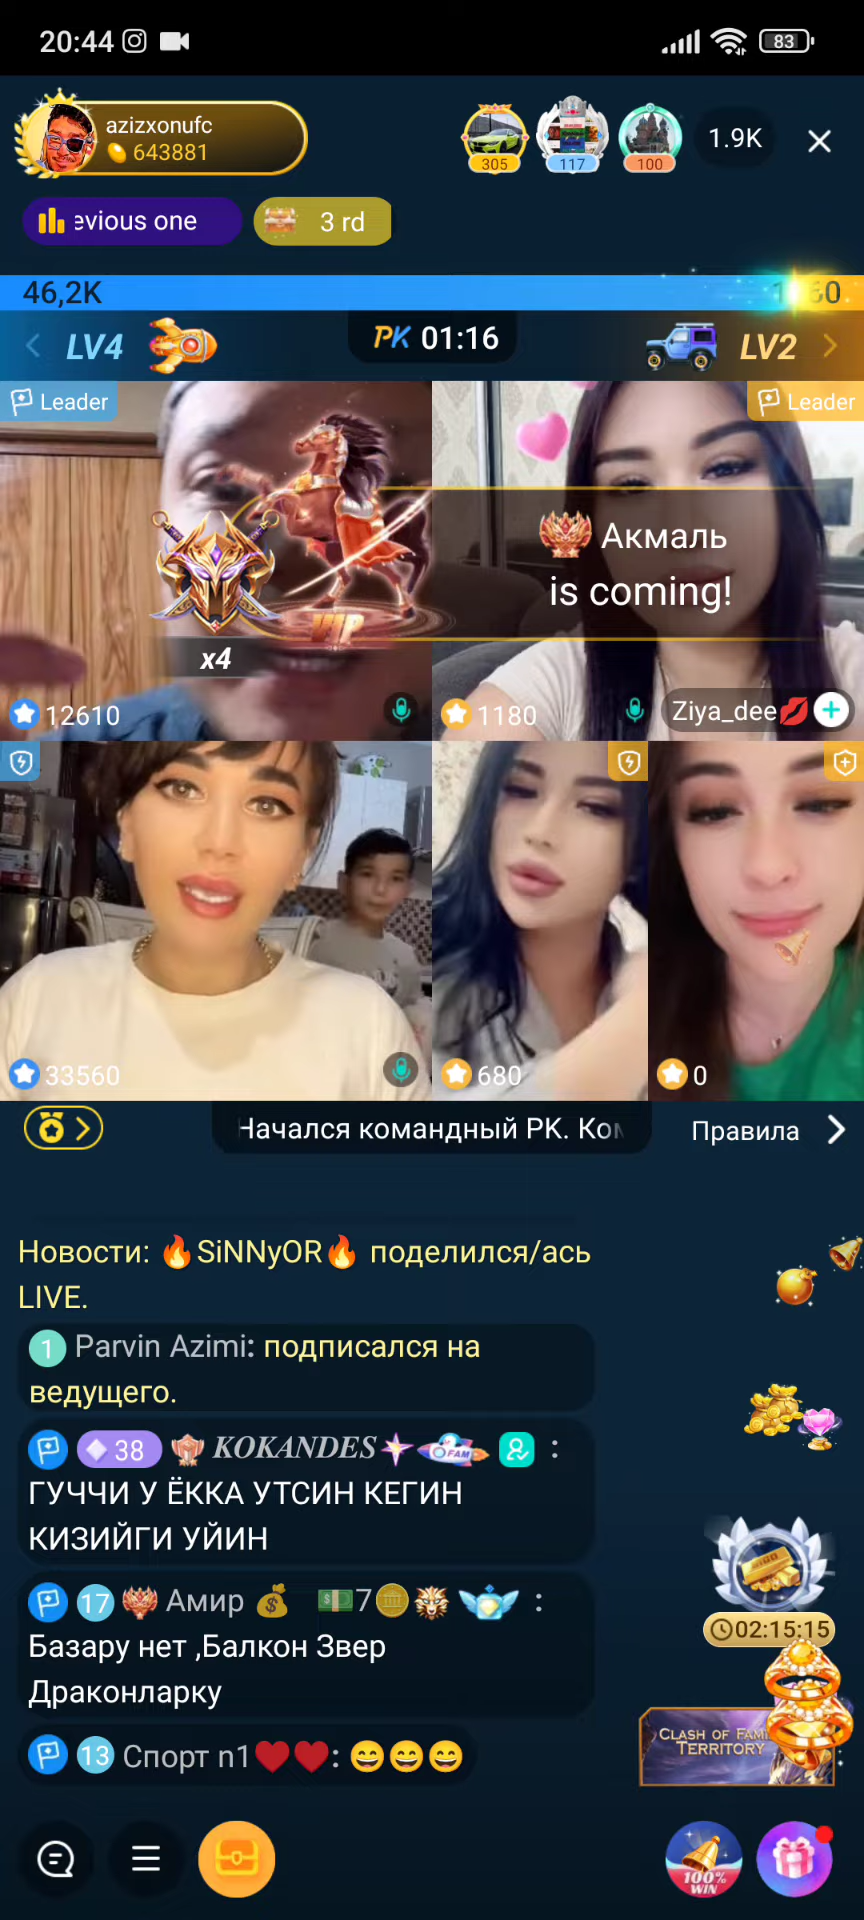 20:44
83
azizxonufc
643881
305
117
100
1.9K
evious one
3 rd
46,2K
LV4
PK 01:16
LV2
Leader
Leader
Акмаль
is coming!
VIP
x4
12610
1180
Ziya_dee💋
33560
680
0
Начался командный PK. Ком
Правила
Новости: 🔥SiNNyOR🔥 поделился/ась
LIVE.
1 Parvin Azimi: подписался на
ведущего.
38 KOKANDES OFAM :
ГУЧЧИ У ЁККА УТСИН КЕГИН
КИЗИЙГИ УЙИН
17 Амир 💰 💵7 :
Базару нет ,Балкон Звер
Драконларку
13 Спорт n1❤️❤️: 😄😄😄
02:15:15
CLASH OF FAMI
TERRITORY
100%
WIN